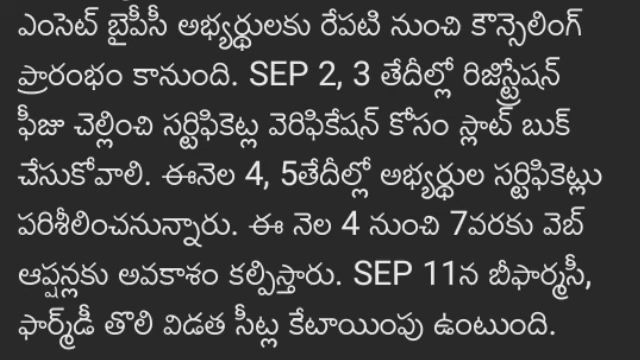 ఎంసెట్ బైపీసీ అభ్యర్థులకు రేపటి నుంచి కౌన్సెలింగ్
ప్రారంభం కానుంది. SEP 2, 3 తేదీల్లో రిజిస్ట్రేషన్
ఫీజు చెల్లించి సర్టిఫికెట్ల వెరిఫికేషన్ కోసం స్లాట్ బుక్
చేసుకోవాలి. ఈనెల 4, 5తేదీల్లో అభ్యర్థుల సర్టిఫికెట్లు
పరిశీలించనున్నారు. ఈ నెల 4 నుంచి 7వరకు వెబ్
ఆప్షన్లకు అవకాశం కల్పిస్తారు. SEP 11న బీఫార్మసీ,
ఫార్మ్‌డీ తొలి విడత సీట్ల కేటాయింపు ఉంటుంది.